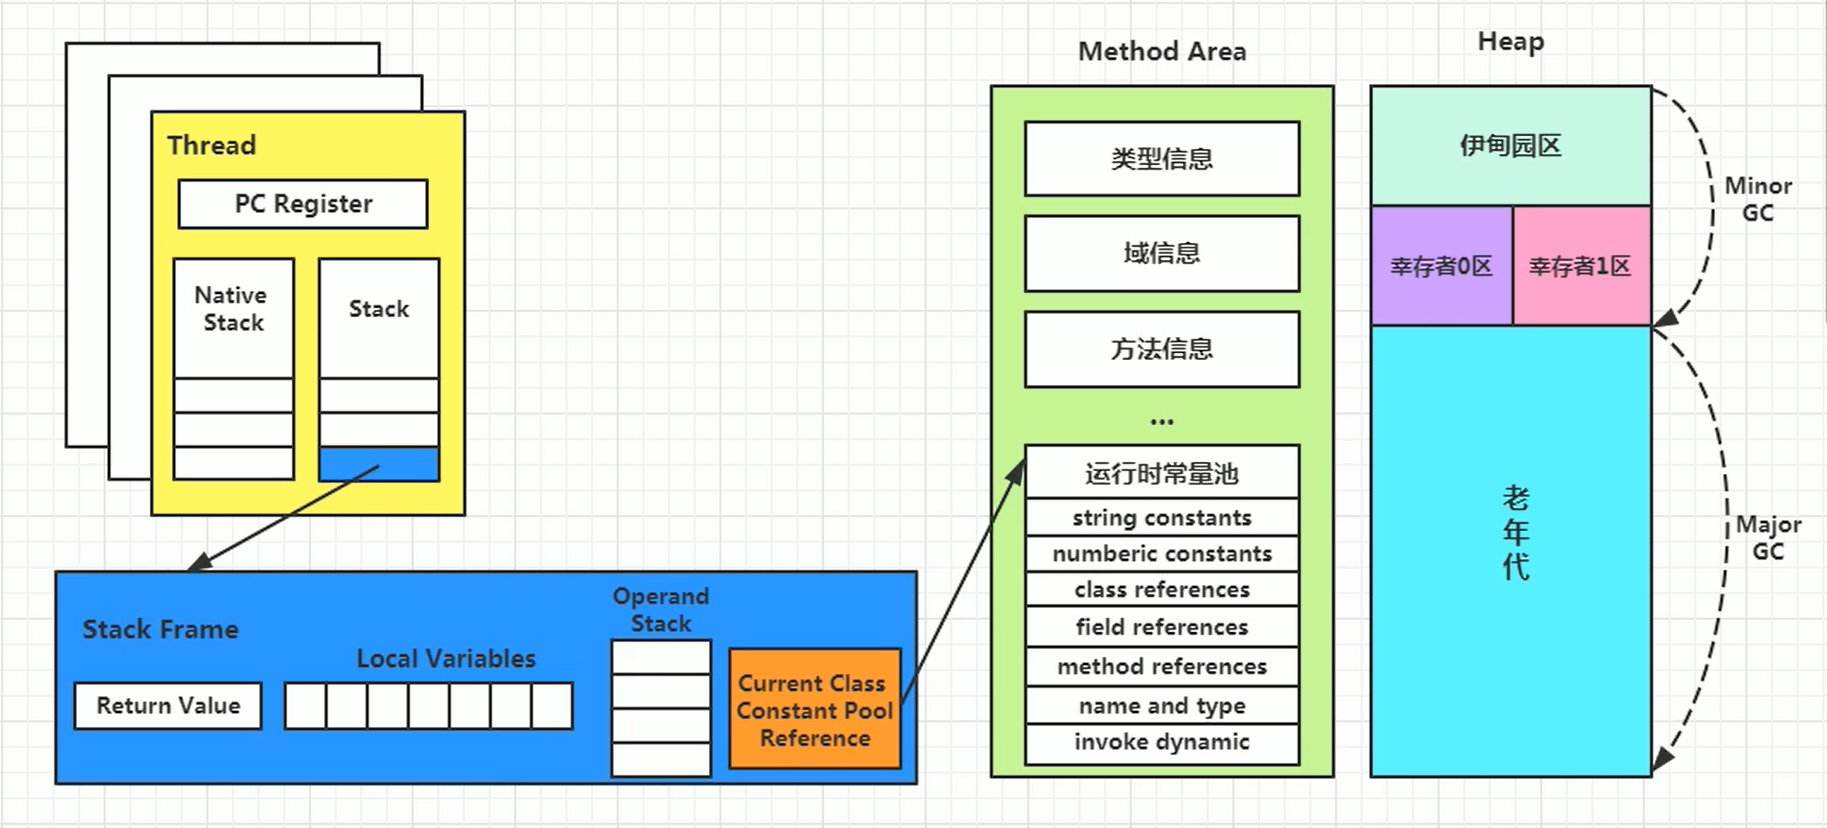 Thread
PC Register
Native
Stack
Stack
Stack Frame
Return Value
Local Variables
Operand
Stack
Current Class
Constant Pool
Reference
Method Area
类型信息
域信息
方法信息
...
运行时常量池
string constants
numberic constants
class references
field references
method references
name and type
invoke dynamic
Heap
伊甸园区
幸存者0区
幸存者1区
老
年
代
Minor
GC
Major
GC